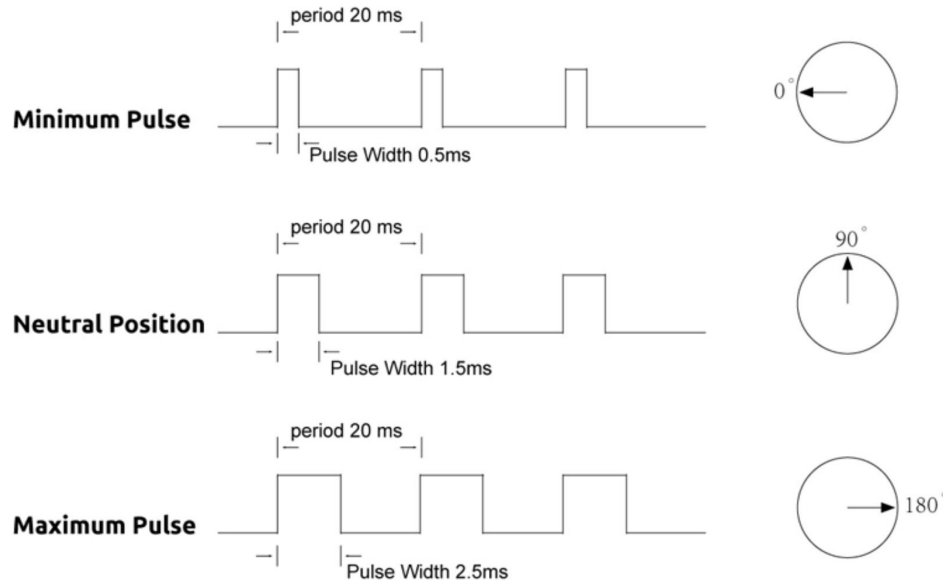 period 20 ms
Minimum Pulse
Pulse Width 0.5ms
0°
period 20 ms
Neutral Position
Pulse Width 1.5ms
90°
period 20 ms
Maximum Pulse
Pulse Width 2.5ms
180°